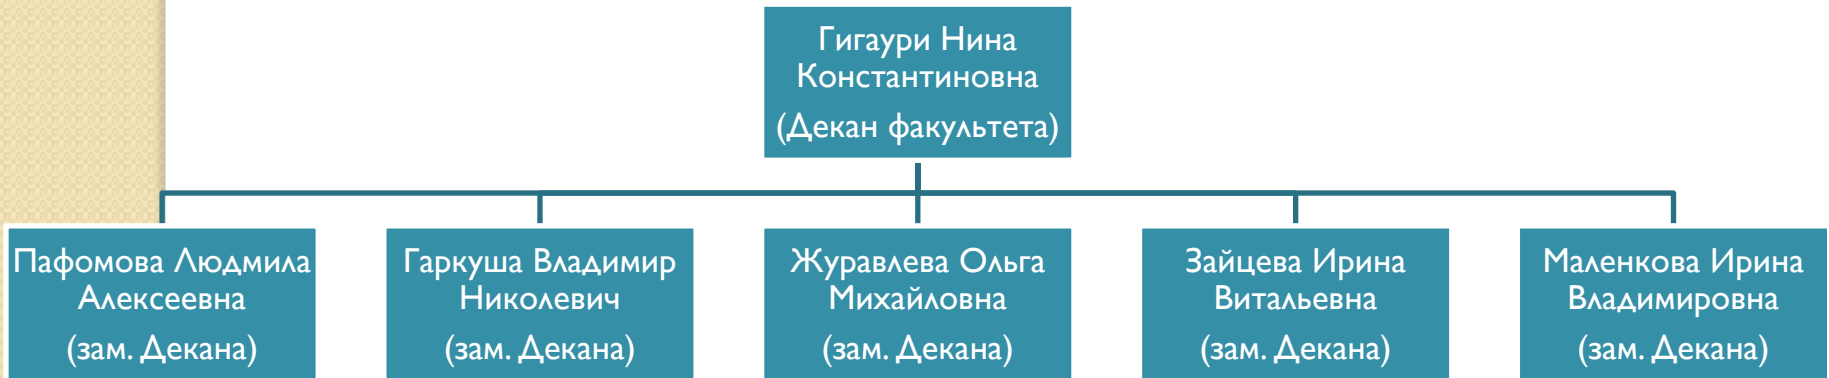 Гигаури Нина
Константиновна
(Декан факультета)
Пафомова Людмила
Алексеевна
(зам. Декана)
Гаркуша Владимир
Николевич
(зам. Декана)
Журавлева Ольга
Михайловна
(зам. Декана)
Зайцева Ирина
Витальевна
(зам. Декана)
Маленкова Ирина
Владимировна
(зам. Декана)